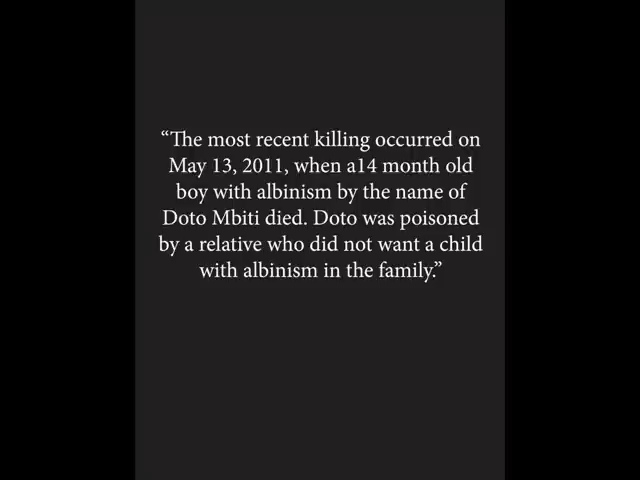 “The most recent killing occurred on
May 13, 2011, when a14 month old
boy with albinism by the name of
Doto Mbiti died. Doto was poisoned
by a relative who did not want a child
with albinism in the family.”